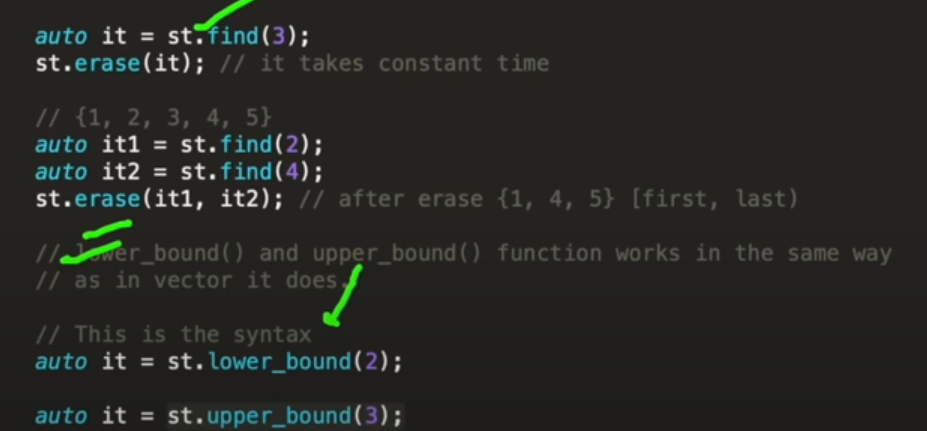 auto it = st.find(3);
st.erase(it); // it takes constant time
// {1, 2, 3, 4, 5}
auto it1 = st.find(2);
auto it2 = st.find(4);
st.erase(it1, it2); // after erase {1, 4, 5} [first, last)
// lower_bound() and upper_bound() function works in the same way
// as in vector it does.
// This is the syntax
auto it = st.lower_bound(2);
auto it = st.upper_bound(3);